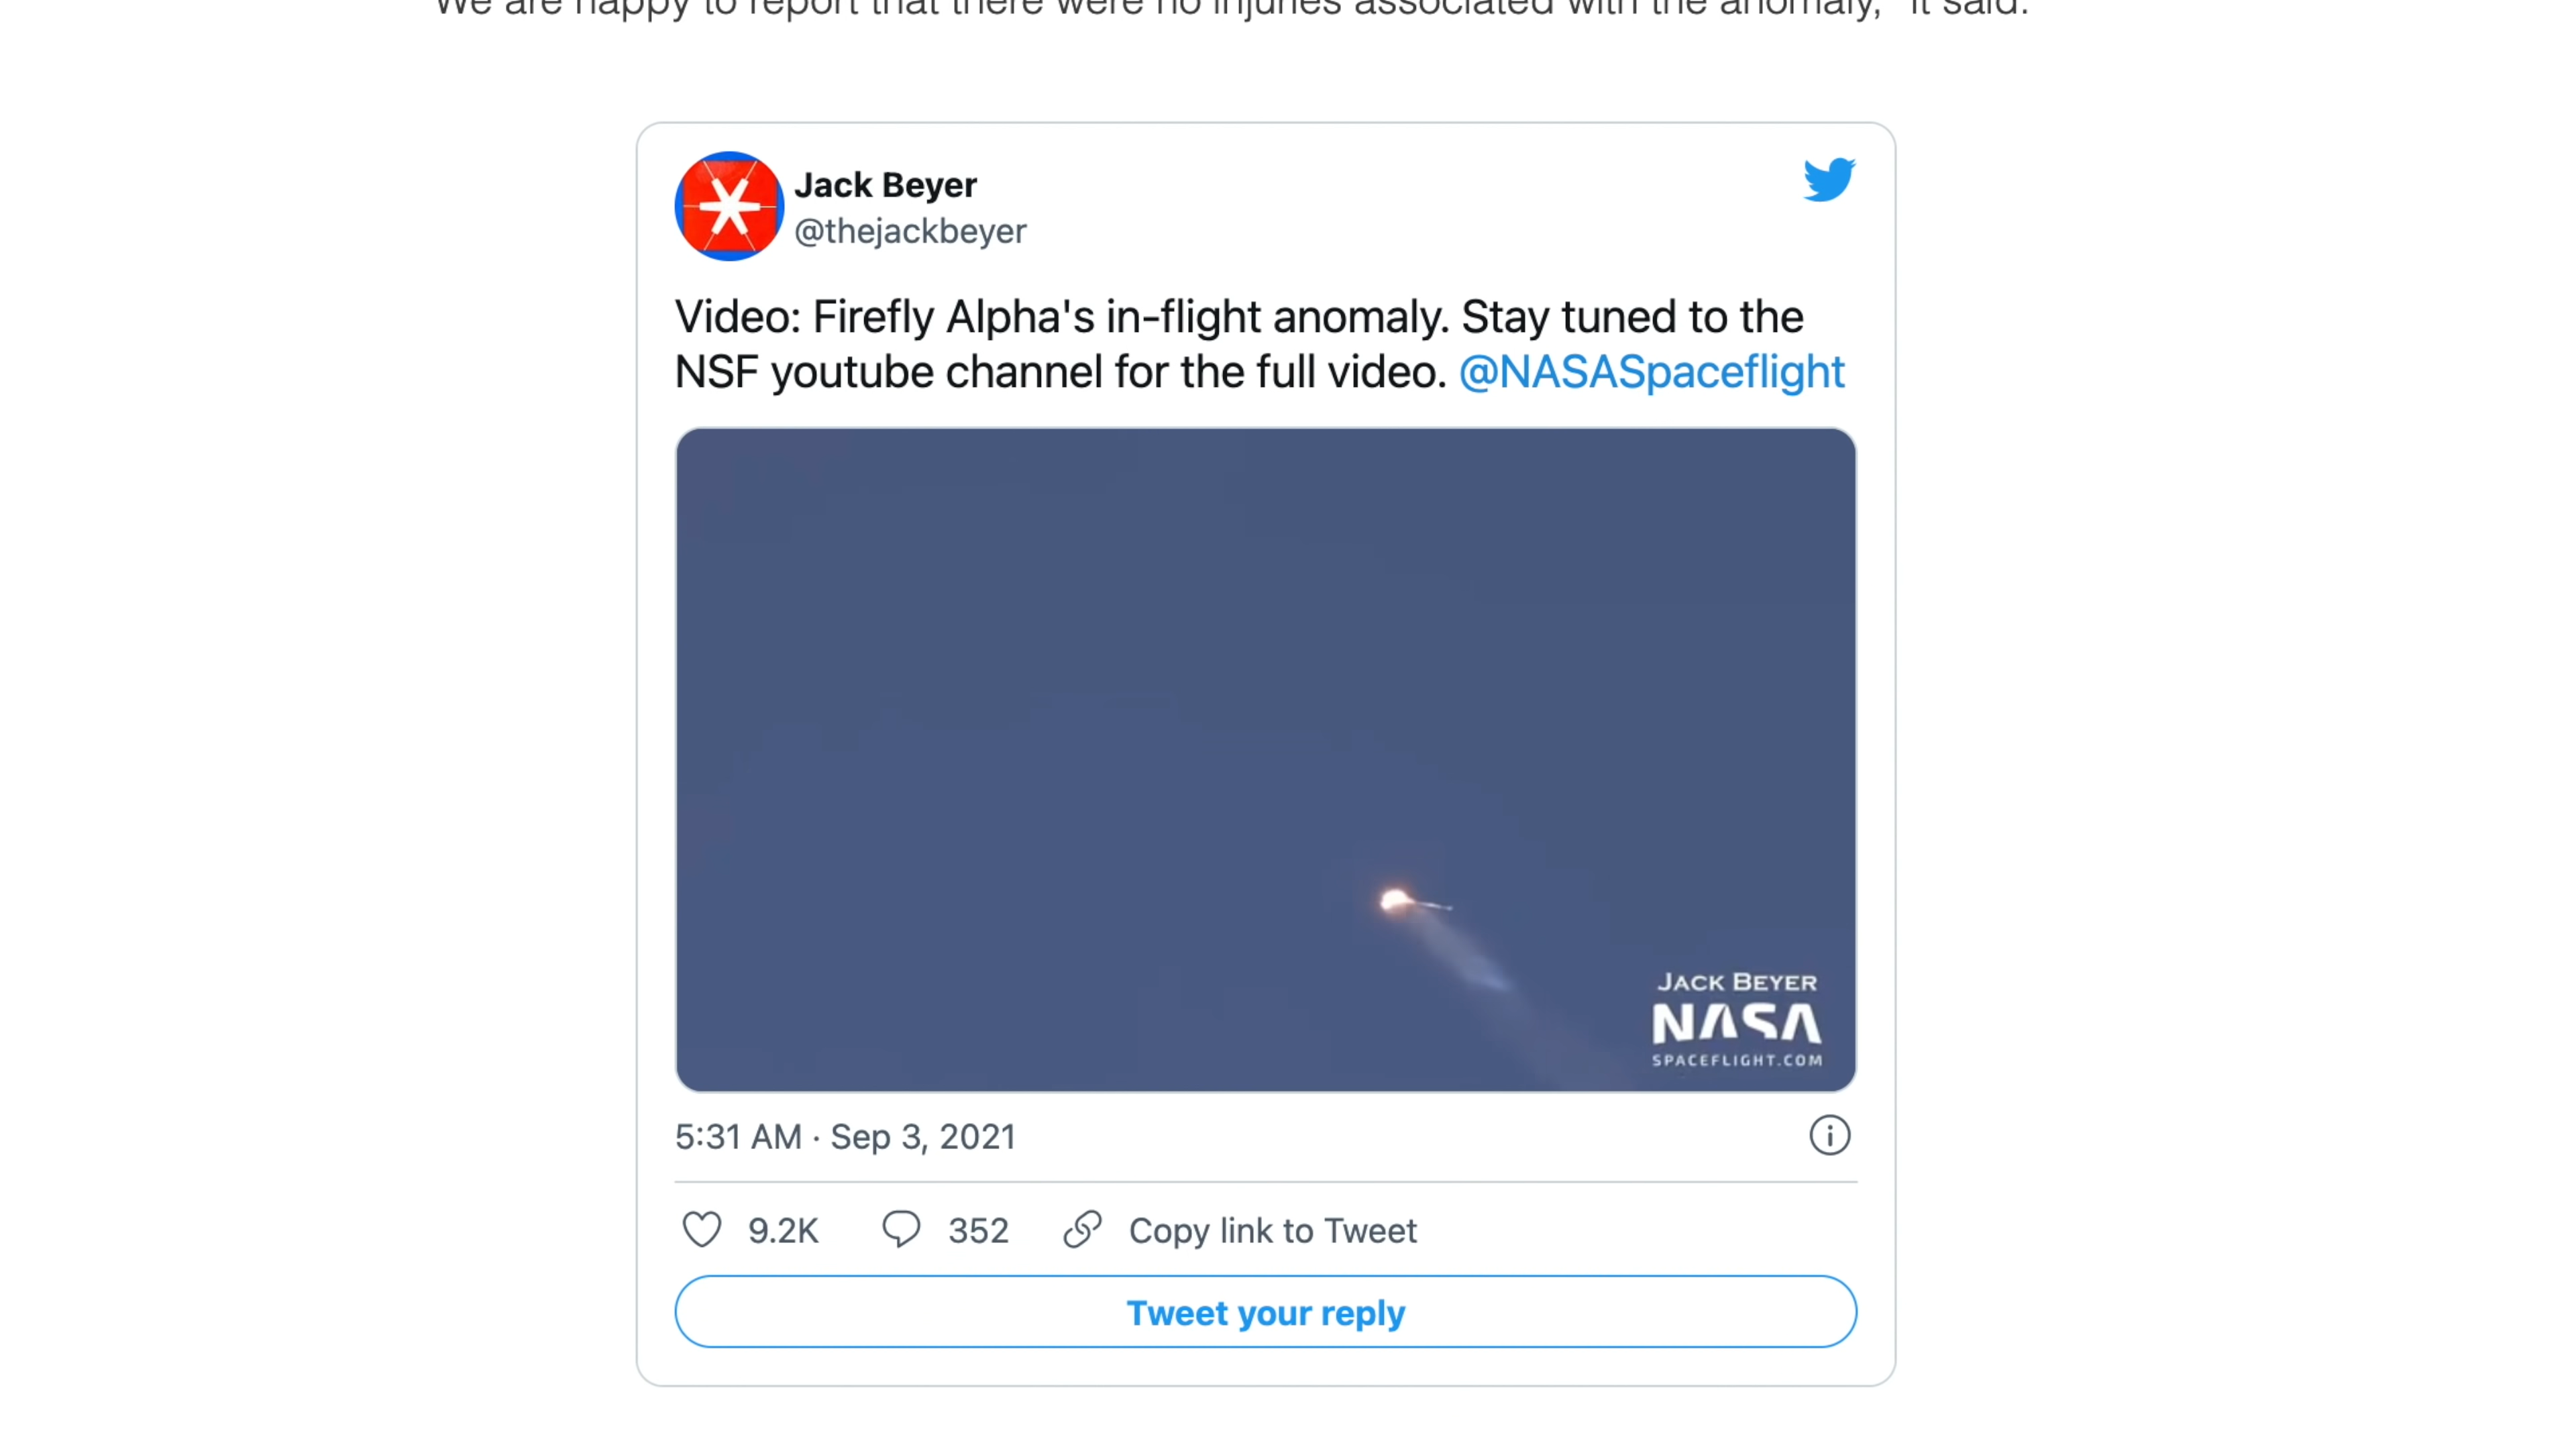 We are happy to report that there were no injuries associated with the anomaly," it said.
Jack Beyer
@thejackbeyer
Video: Firefly Alpha's in-flight anomaly. Stay tuned to the
NSF youtube channel for the full video. @NASASpaceflight
JACK BEYER
NASA
SPACEFLIGHT.COM
5:31 AM · Sep 3, 2021
9.2K 352 Copy link to Tweet
Tweet your reply